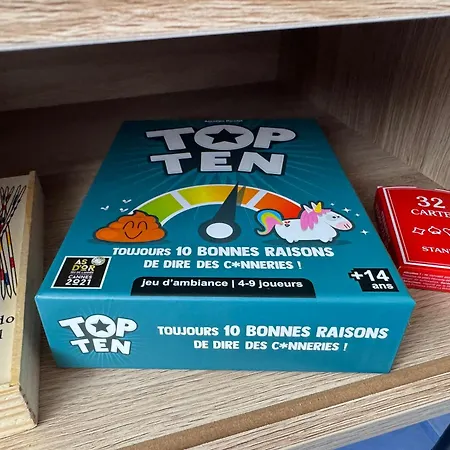 TOP
TEN
TOUJOURS 10 BONNES RAISONS
DE DIRE DES C*NNERIES !
AS
D'OR
CANNES
2021
jeu d'ambiance | 4-9 joueurs
+14
ans
TOP
TEN
TOUJOURS 10 BONNES RAISONS
DE DIRE DES C*NNERIES !
32
CARTE
STAN